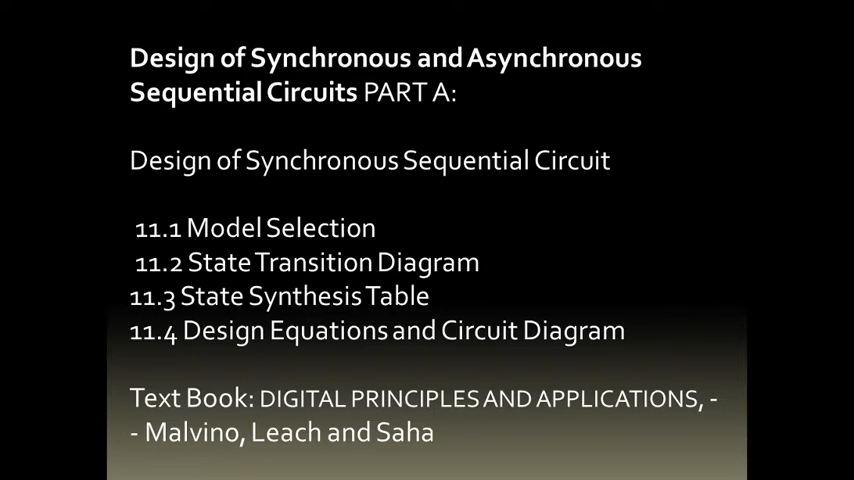 Design of Synchronous and Asynchronous
Sequential Circuits PART A:
Design of Synchronous Sequential Circuit
11.1 Model Selection
11.2 State Transition Diagram
11.3 State Synthesis Table
11.4 Design Equations and Circuit Diagram
Text Book: DIGITAL PRINCIPLES AND APPLICATIONS, -
- Malvino, Leach and Saha